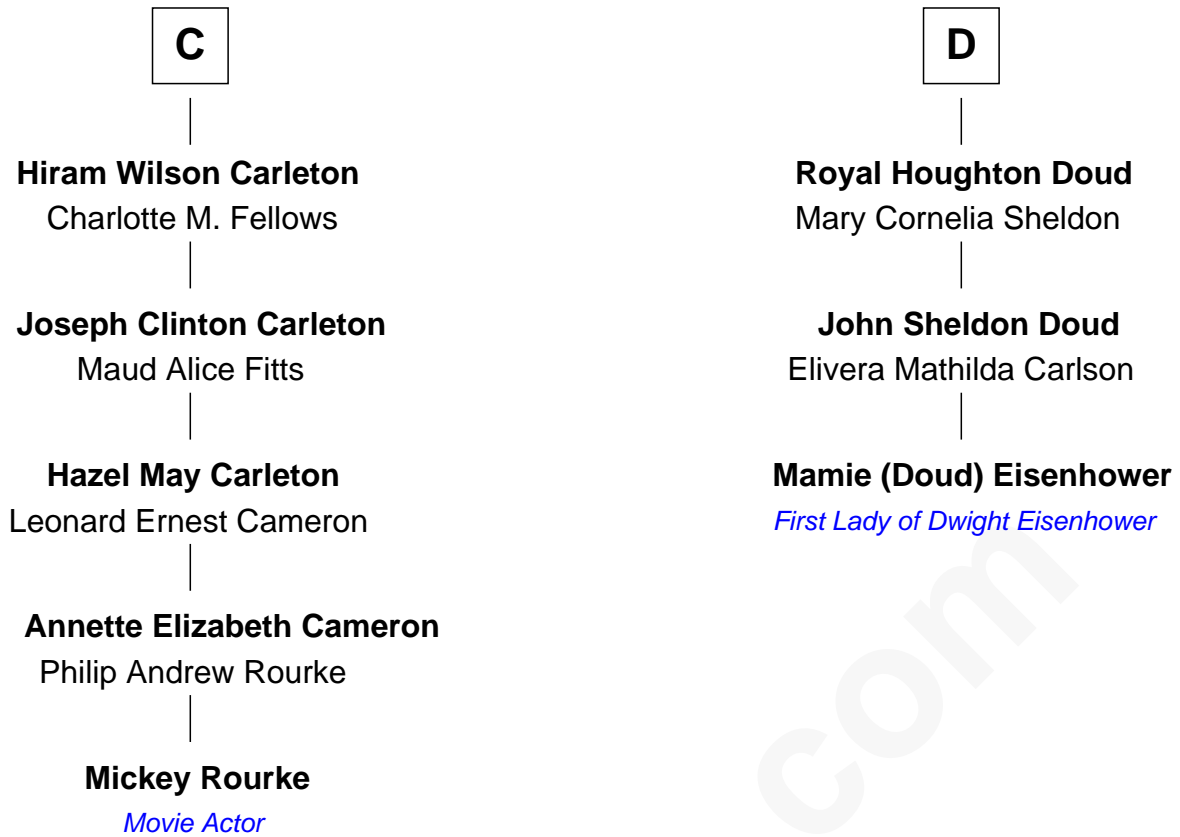 C
Hiram Wilson Carleton
Charlotte M. Fellows
Joseph Clinton Carleton
Maud Alice Fitts
Hazel May Carleton
Leonard Ernest Cameron
Annette Elizabeth Cameron
Philip Andrew Rourke
Mickey Rourke
Movie Actor
D
Royal Houghton Doud
Mary Cornelia Sheldon
John Sheldon Doud
Elivera Mathilda Carlson
Mamie (Doud) Eisenhower
First Lady of Dwight Eisenhower
com